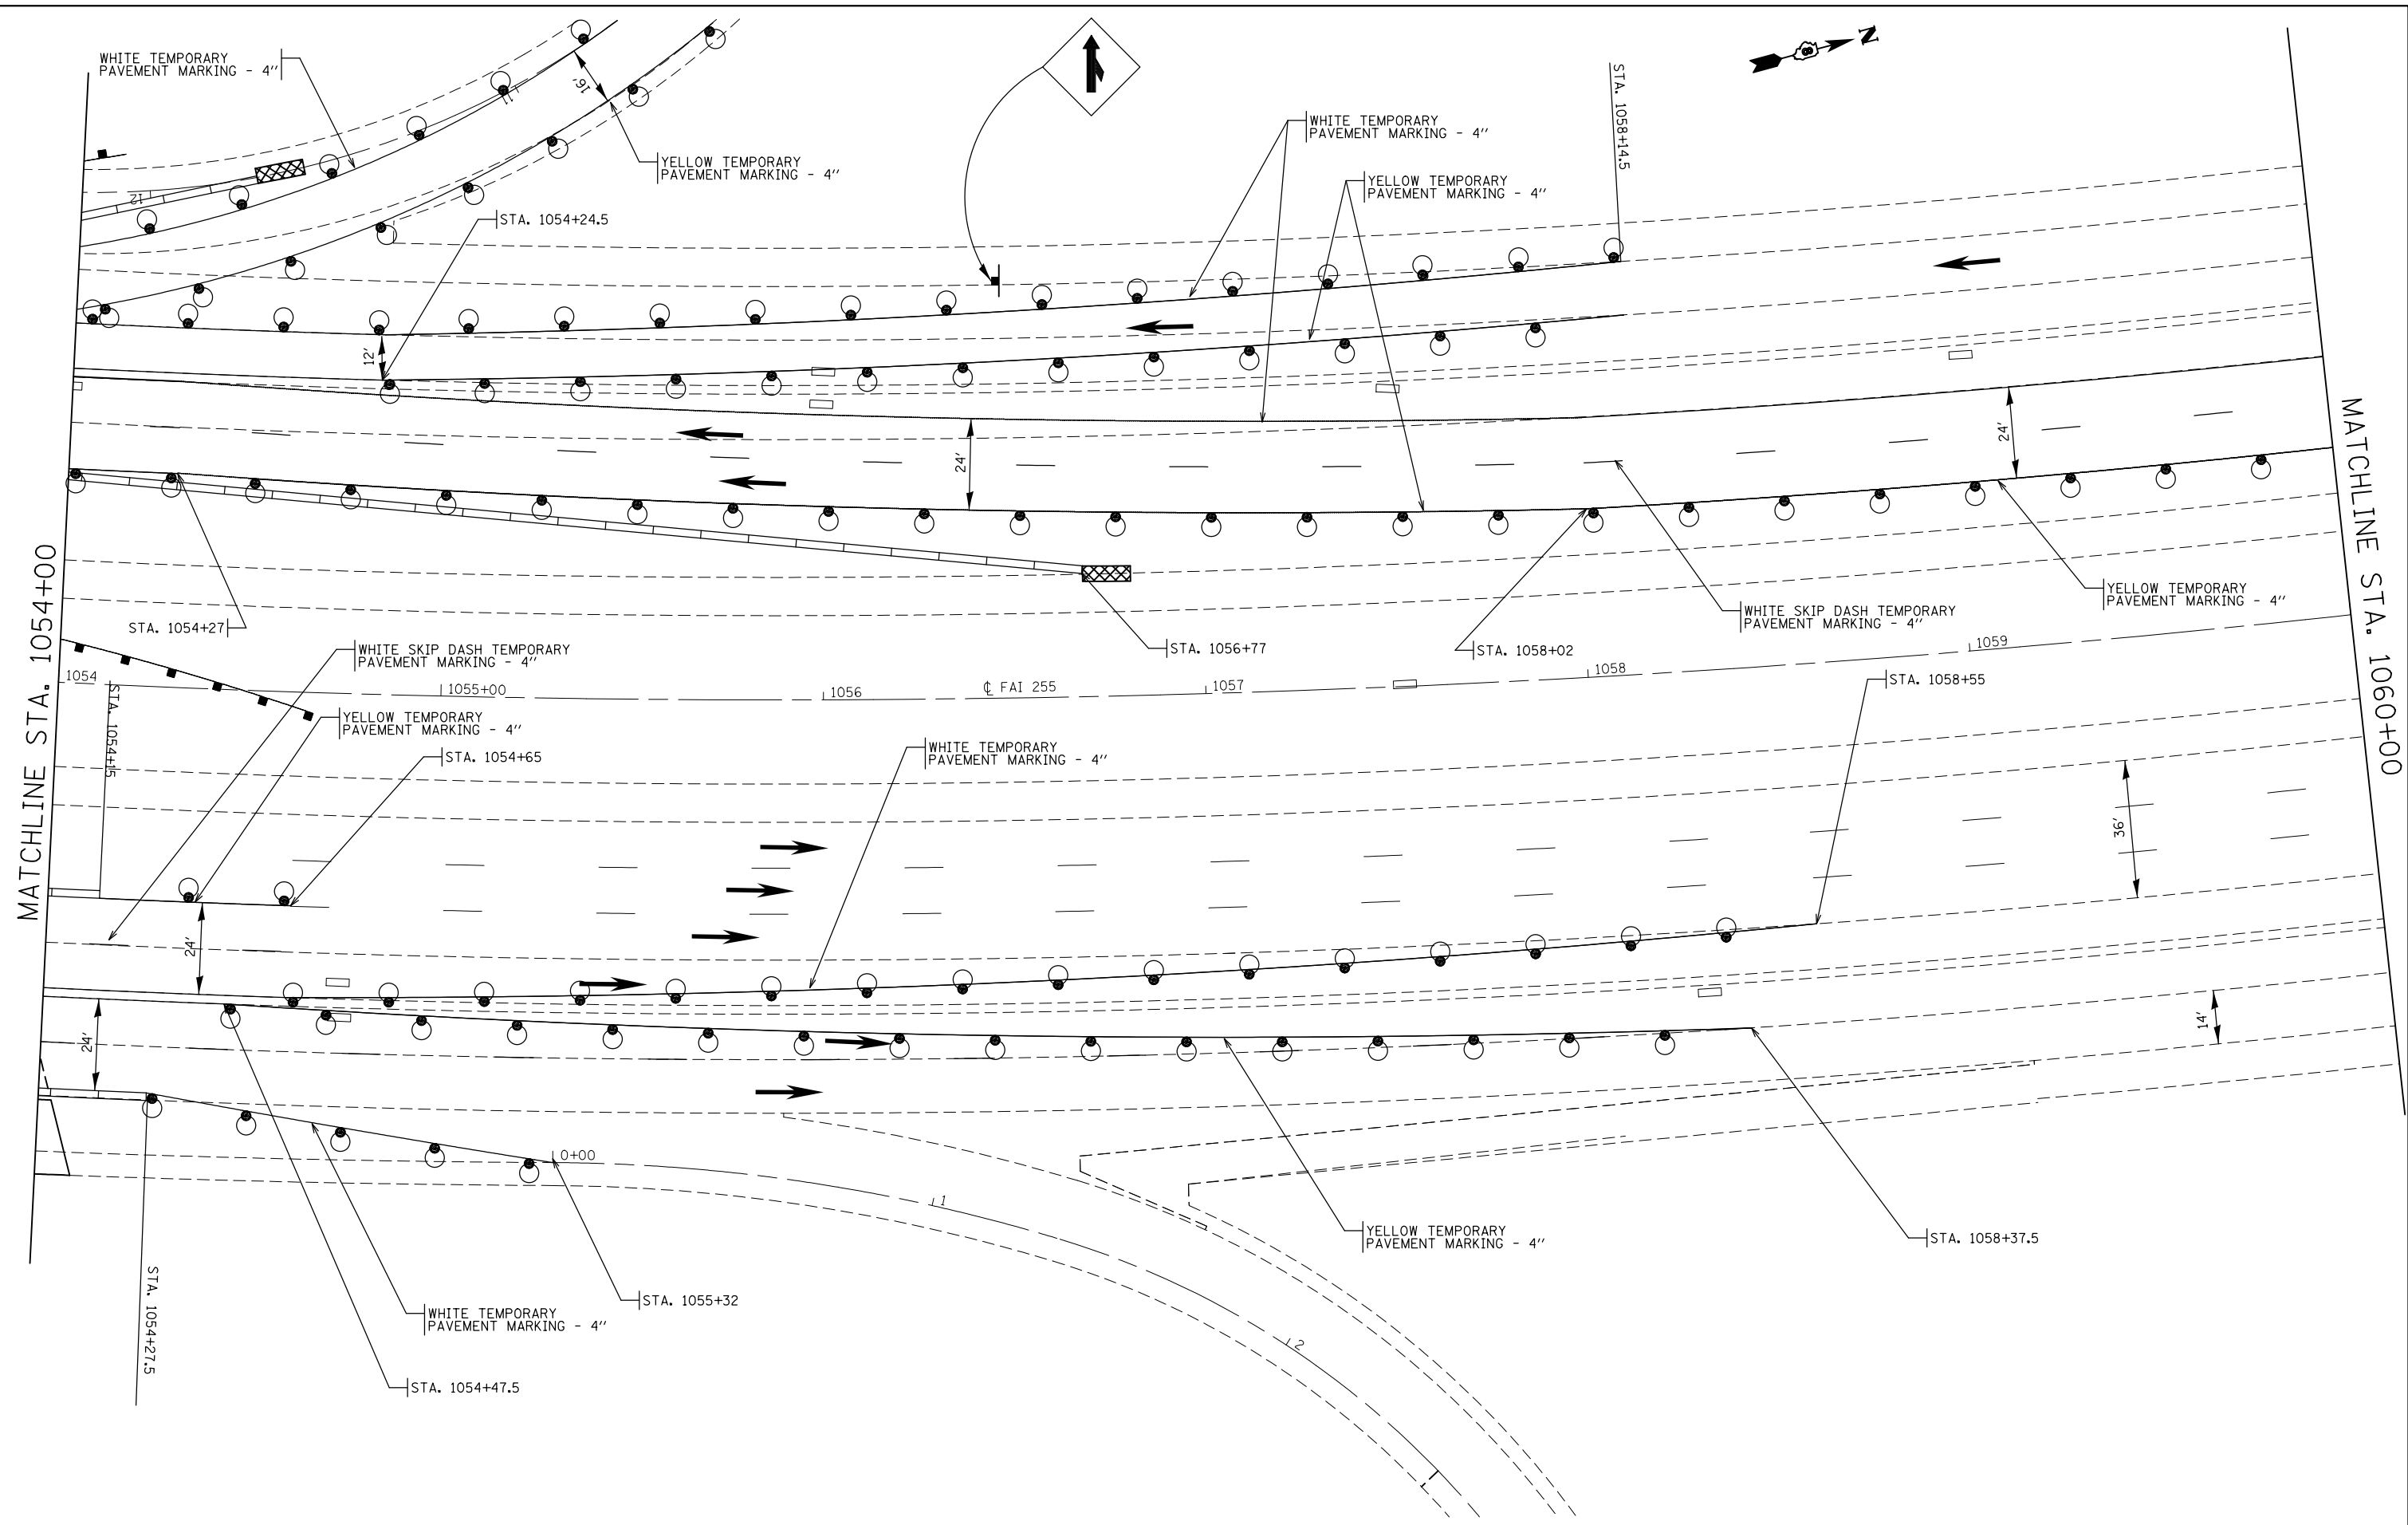 WHITE TEMPORARY
PAVEMENT MARKING - 4"
16'
N
STA. 1058+14.5
WHITE TEMPORARY
PAVEMENT MARKING - 4"
YELLOW TEMPORARY
PAVEMENT MARKING - 4"
YELLOW TEMPORARY
PAVEMENT MARKING - 4"
11
12
STA. 1054+24.5
12'
24'
24'
MATCHLINE STA. 1054+00
MATCHLINE STA. 1060+00
STA. 1054+27
WHITE SKIP DASH TEMPORARY
PAVEMENT MARKING - 4"
STA. 1056+77
STA. 1058+02
WHITE SKIP DASH TEMPORARY
PAVEMENT MARKING - 4"
YELLOW TEMPORARY
PAVEMENT MARKING - 4"
1054
1055+00
1056
℄ FAI 255
1057
1058
1059
STA. 1054+15
YELLOW TEMPORARY
PAVEMENT MARKING - 4"
STA. 1054+65
WHITE TEMPORARY
PAVEMENT MARKING - 4"
STA. 1058+55
36'
24'
24'
14'
0+00
1
2
STA. 1054+27.5
WHITE TEMPORARY
PAVEMENT MARKING - 4"
STA. 1055+32
STA. 1054+47.5
YELLOW TEMPORARY
PAVEMENT MARKING - 4"
STA. 1058+37.5